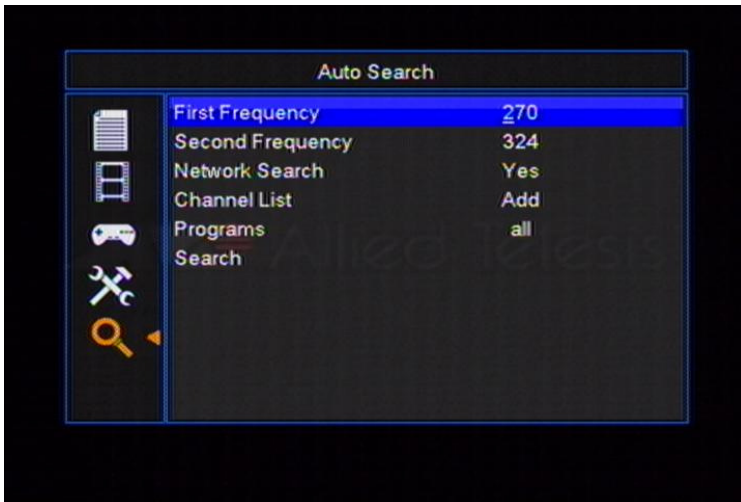 Auto Search
First Frequency 270
Second Frequency 324
Network Search Yes
Channel List Add
Programs all
Search
Allied Telesis